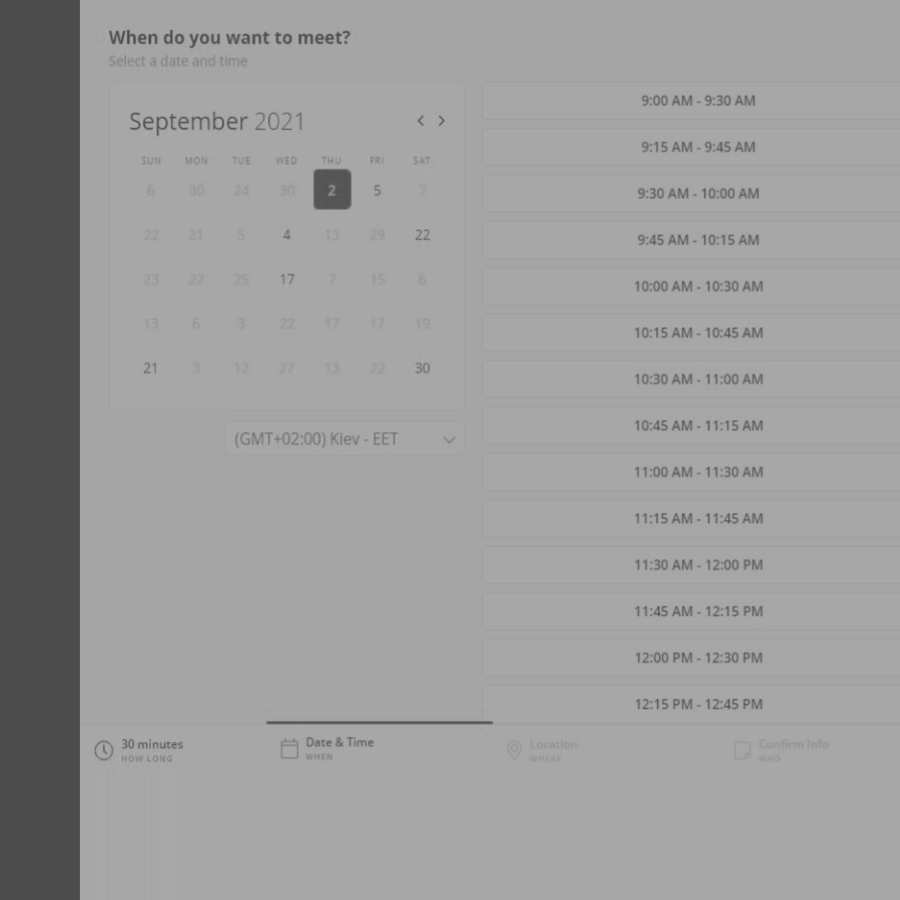 When do you want to meet?
Select a date and time
September 2021
SUN MON TUE WED THU FRI SAT
6 30 24 30 2 5 7
22 21 5 4 13 29 22
23 22 25 17 7 15 6
13 6 3 22 17 17 19
21 3 12 27 13 22 30
(GMT+02:00) Kiev - EET
9:00 AM - 9:30 AM
9:15 AM - 9:45 AM
9:30 AM - 10:00 AM
9:45 AM - 10:15 AM
10:00 AM - 10:30 AM
10:15 AM - 10:45 AM
10:30 AM - 11:00 AM
10:45 AM - 11:15 AM
11:00 AM - 11:30 AM
11:15 AM - 11:45 AM
11:30 AM - 12:00 PM
11:45 AM - 12:15 PM
12:00 PM - 12:30 PM
12:15 PM - 12:45 PM
30 minutes
HOW LONG
Date & Time
WHEN
Location
WHERE
Confirm Info
WHO